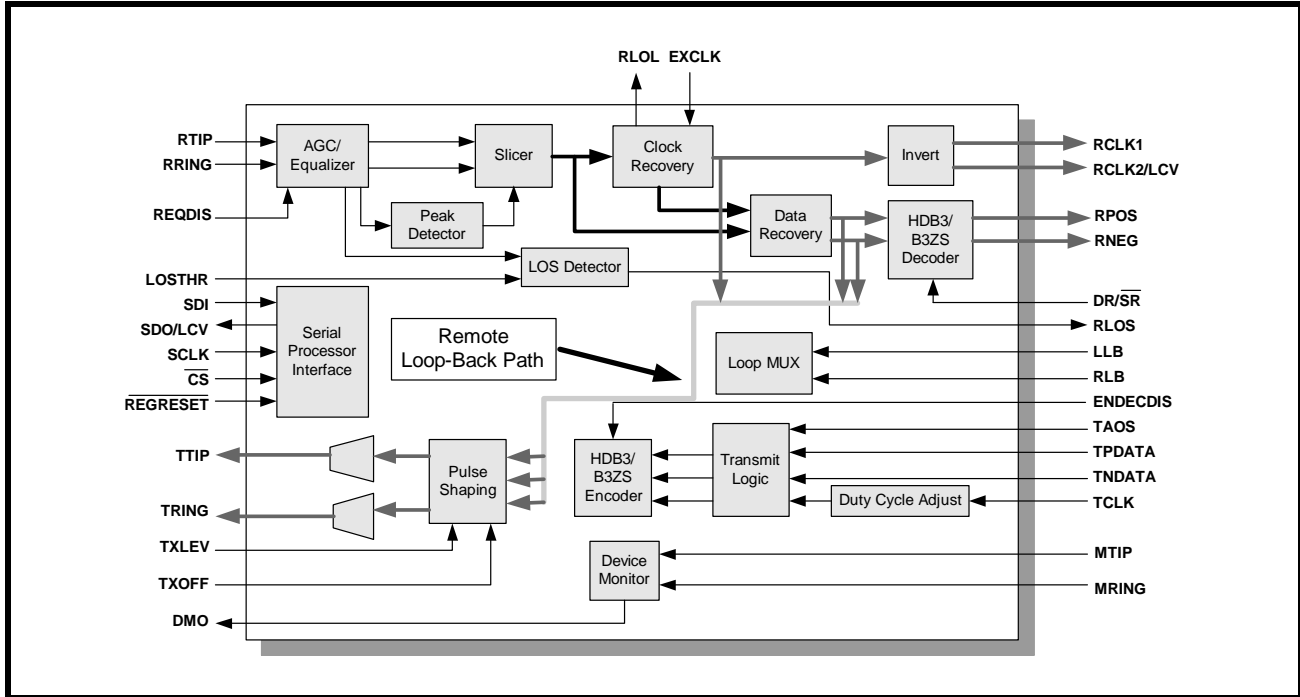 RLOL EXCLK
RTIP
RRING
REQDIS
LOSTHR
SDI
SDO/LCV
SCLK
CS
REGRESET
TTIP
TRING
TXLEV
TXOFF
DMO
AGC/
Equalizer
Slicer
Peak
Detector
Clock
Recovery
Data
Recovery
Invert
HDB3/
B3ZS
Decoder
LOS Detector
Serial
Processor
Interface
Remote
Loop-Back Path
Loop MUX
Pulse
Shaping
HDB3/
B3ZS
Encoder
Transmit
Logic
Duty Cycle Adjust
Device
Monitor
RCLK1
RCLK2/LCV
RPOS
RNEG
DR/SR
RLOS
LLB
RLB
ENDECDIS
TAOS
TPDATA
TNDATA
TCLK
MTIP
MRING